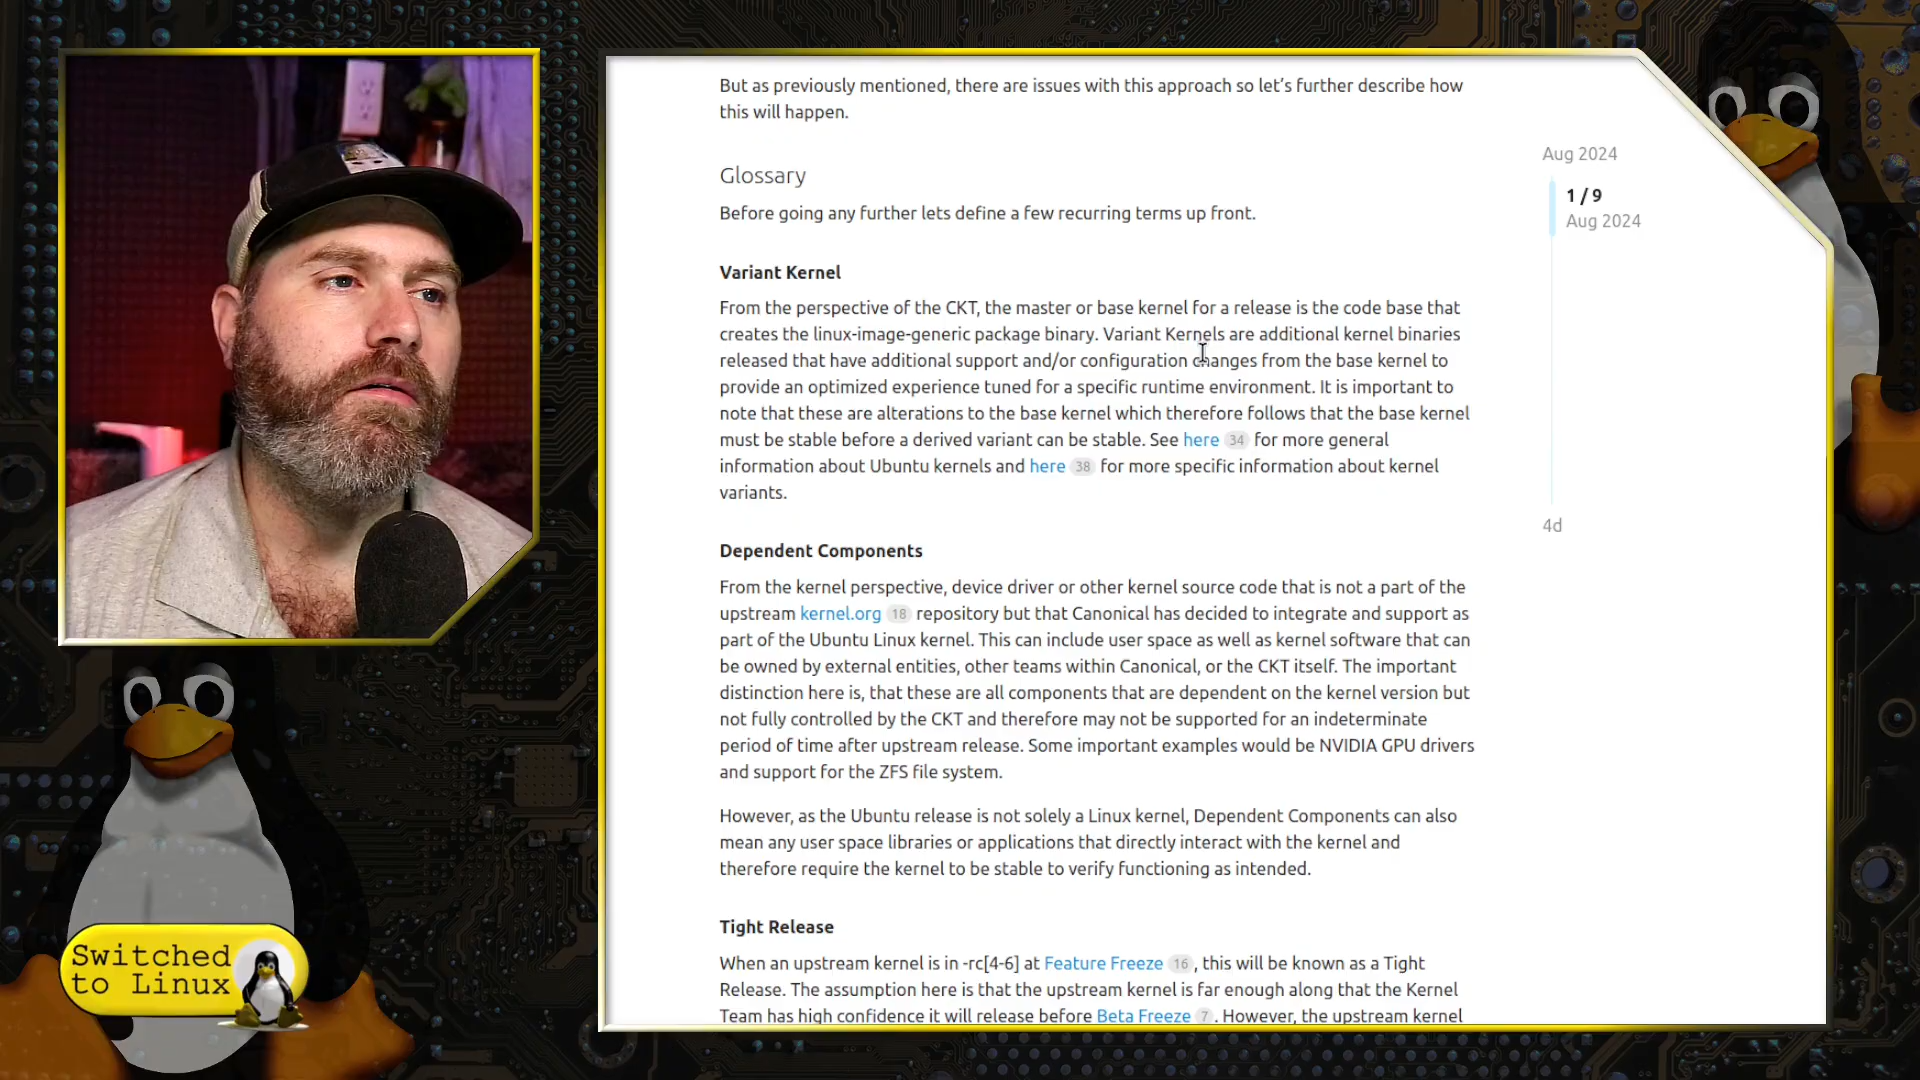 But as previously mentioned, there are issues with this approach so let’s further describe how
this will happen.
Glossary
Before going any further lets define a few recurring terms up front.
Variant Kernel
From the perspective of the CKT, the master or base kernel for a release is the code base that
creates the linux-image-generic package binary. Variant Kernels are additional kernel binaries
released that have additional support and/or configuration changes from the base kernel to
provide an optimized experience tuned for a specific runtime environment. It is important to
note that these are alterations to the base kernel which therefore follows that the base kernel
must be stable before a derived variant can be stable. See here 34 for more general
information about Ubuntu kernels and here 38 for more specific information about kernel
variants.
Dependent Components
From the kernel perspective, device driver or other kernel source code that is not a part of the
upstream kernel.org 18 repository but that Canonical has decided to integrate and support as
part of the Ubuntu Linux kernel. This can include user space as well as kernel software that can
be owned by external entities, other teams within Canonical, or the CKT itself. The important
distinction here is, that these are all components that are dependent on the kernel version but
not fully controlled by the CKT and therefore may not be supported for an indeterminate
period of time after upstream release. Some important examples would be NVIDIA GPU drivers
and support for the ZFS file system.
However, as the Ubuntu release is not solely a Linux kernel, Dependent Components can also
mean any user space libraries or applications that directly interact with the kernel and
therefore require the kernel to be stable to verify functioning as intended.
Tight Release
When an upstream kernel is in -rc[4-6] at Feature Freeze 16, this will be known as a Tight
Release. The assumption here is that the upstream kernel is far enough along that the Kernel
Team has high confidence it will release before Beta Freeze 7. However, the upstream kernel
Aug 2024
1 / 9
Aug 2024
4d
Switched
to Linux